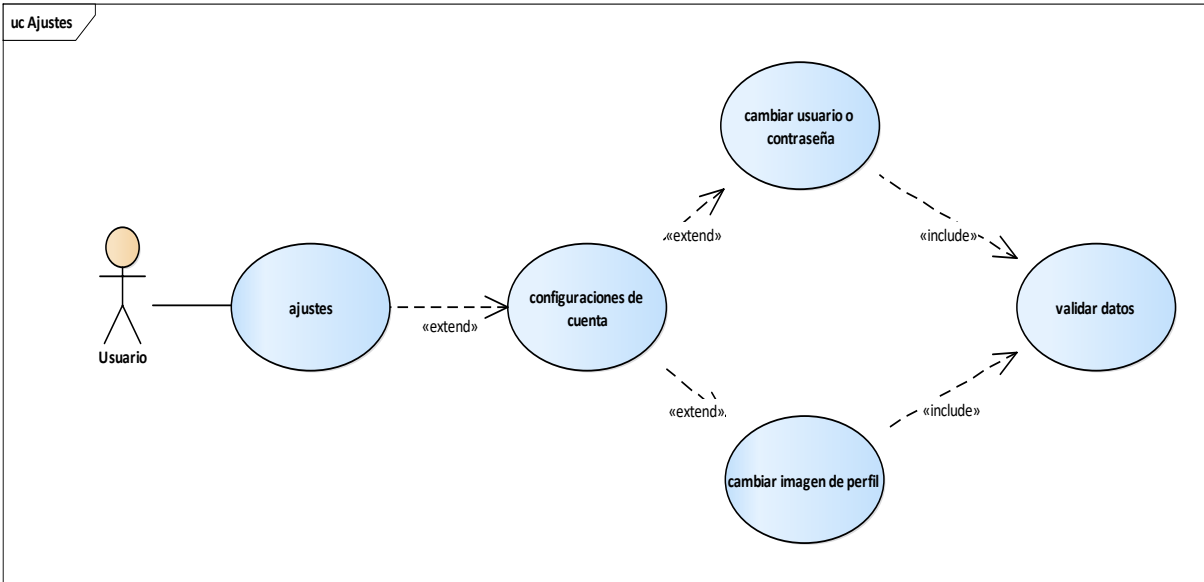 uc Ajustes
cambiar usuario o
contraseña
«extend»
«include»
configuraciones de
cuenta
ajustes
validar datos
«extend»
Usuario
«extend»
«include»
cambiar imagen de perfil